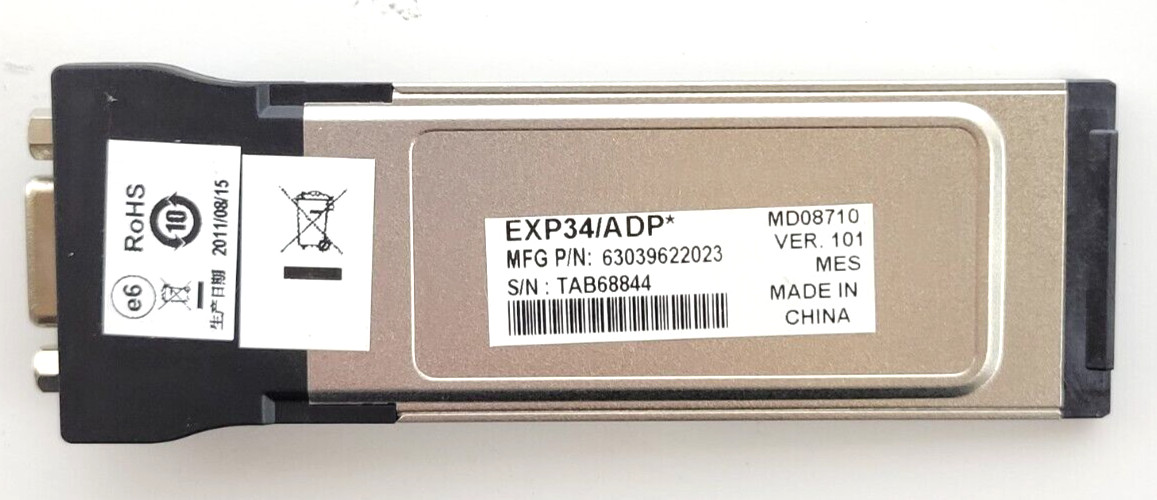 RoHS
10
2011/08/15
e6
生产日期
EXP34/ADP*
MFG P/N: 63039622023
S/N : TAB68844
MD08710
VER. 101
MES
MADE IN
CHINA